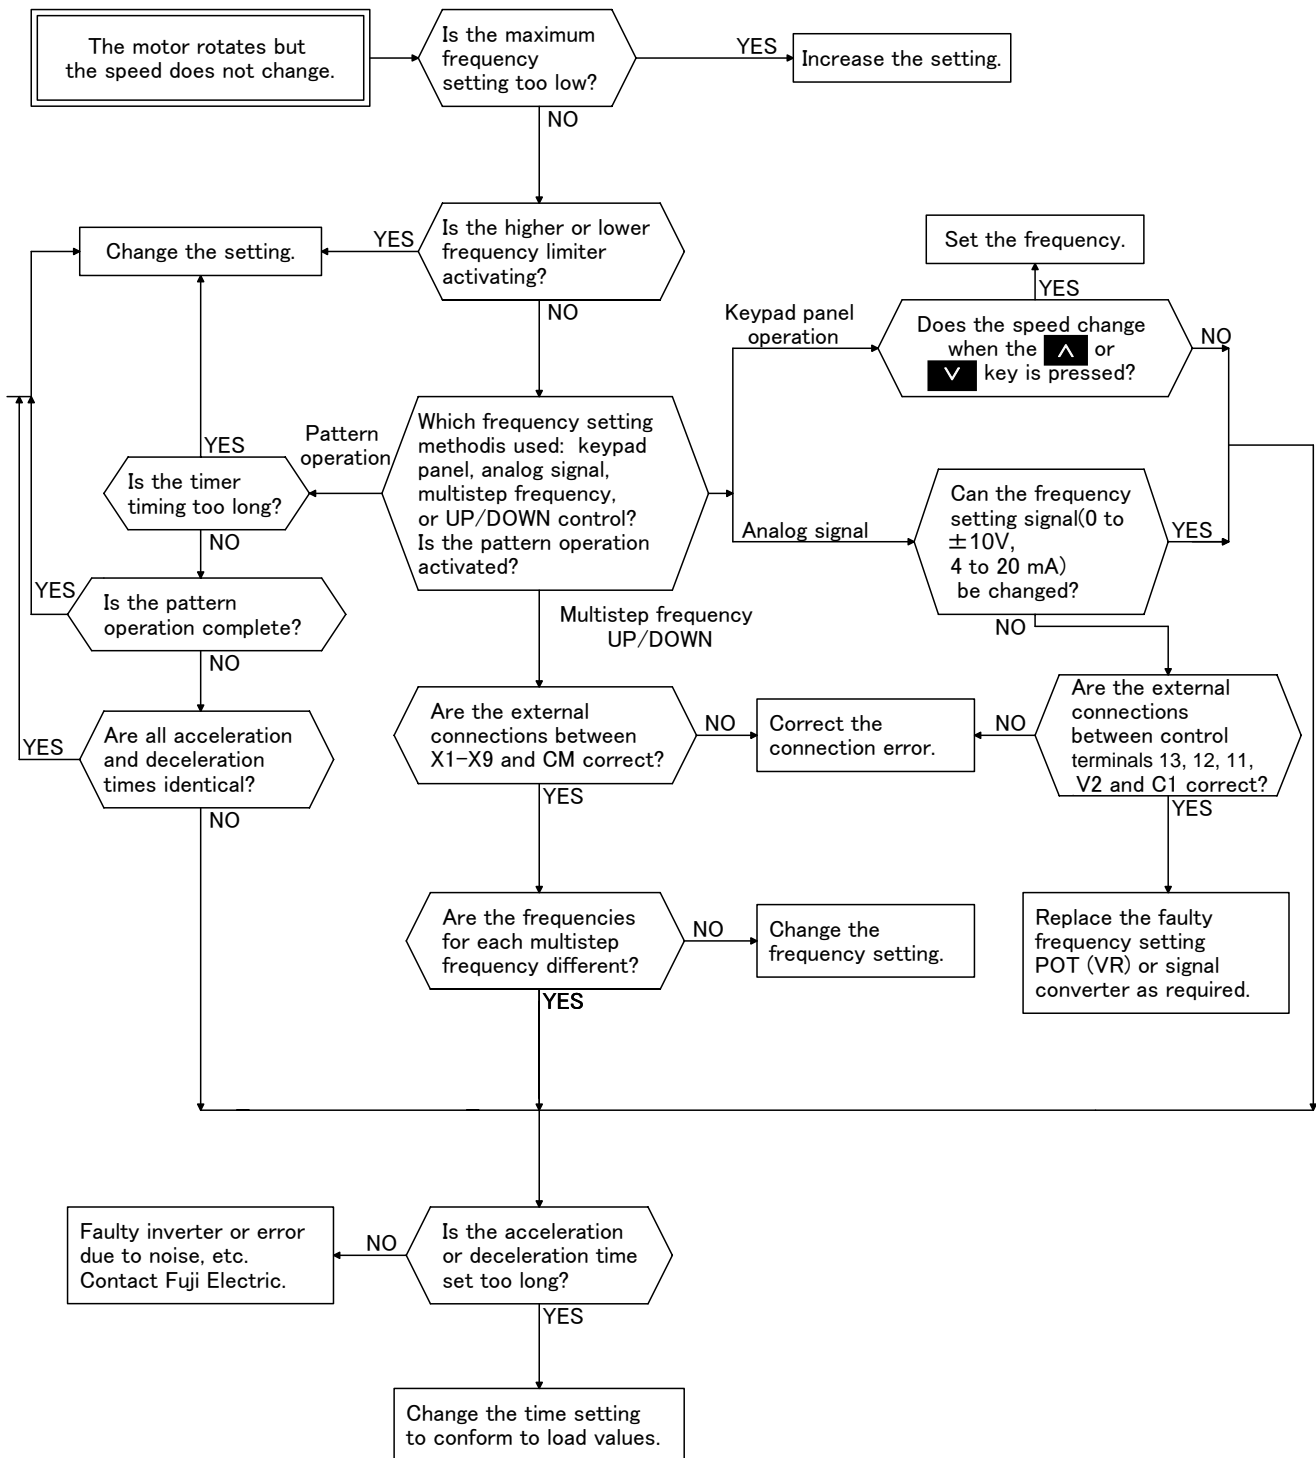 The motor rotates but
the speed does not change.
Is the maximum
frequency
setting too low?
YES
Increase the setting.
NO
Change the setting.
YES
Is the higher or lower
frequency limiter
activating?
NO
Set the frequency.
YES
Keypad panel
operation
Does the speed change
when the ∧ or
∨ key is pressed?
NO
Which frequency setting
methodis used: keypad
panel, analog signal,
multistep frequency,
or UP/DOWN control?
Is the pattern operation
activated?
Pattern
operation
YES
Is the timer
timing too long?
NO
Analog signal
Can the frequency
setting signal(0 to
±10V,
4 to 20 mA)
be changed?
YES
NO
YES
Is the pattern
operation complete?
NO
Multistep frequency
UP/DOWN
YES
Are all acceleration
and deceleration
times identical?
NO
Are the external
connections between
X1-X9 and CM correct?
NO
YES
Correct the
connection error.
NO
Are the external
connections
between control
terminals 13, 12, 11,
V2 and C1 correct?
YES
Are the frequencies
for each multistep
frequency different?
NO
YES
Change the
frequency setting.
Replace the faulty
frequency setting
POT (VR) or signal
converter as required.
Faulty inverter or error
due to noise, etc.
Contact Fuji Electric.
NO
Is the acceleration
or deceleration time
set too long?
YES
Change the time setting
to conform to load values.